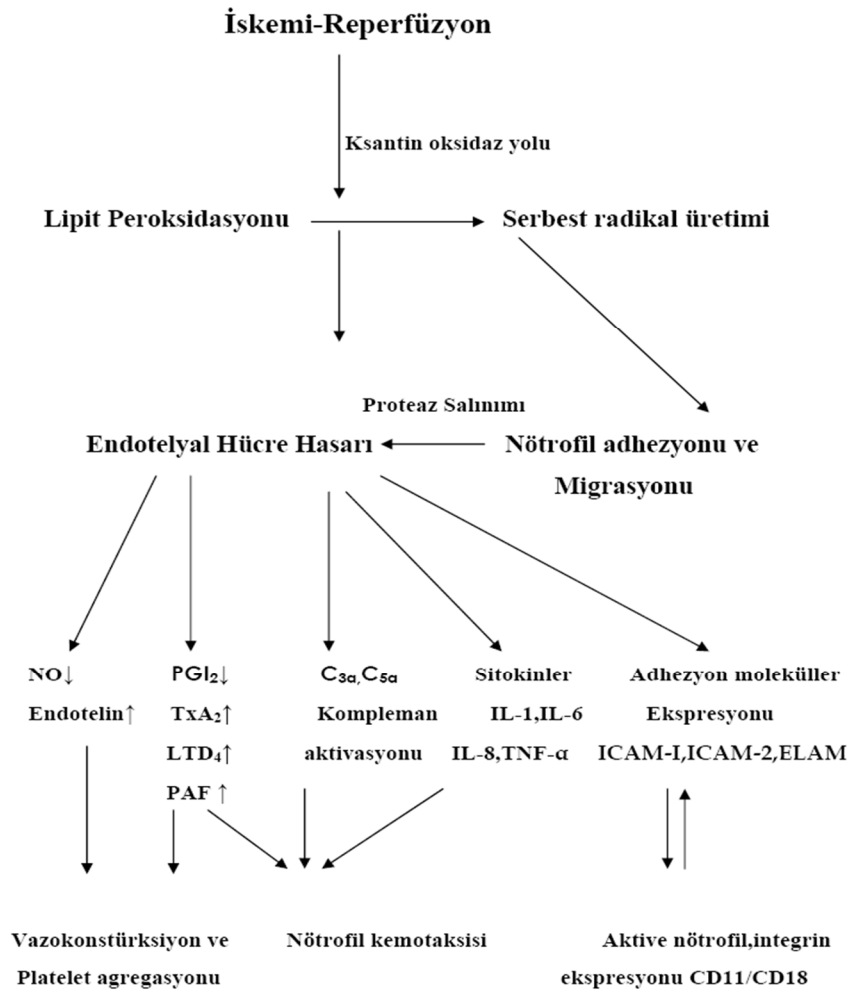 İskemi-Reperfüzyon
Ksantin oksidaz yolu
Lipit Peroksidasyonu
Serbest radikal üretimi
Proteaz Salınımı
Endotelyal Hücre Hasarı
Nötrofil adhezyonu ve
Migrasyonu
NO↓
Endotelin↑
PGI₂↓
TxA₂↑
LTD₄↑
PAF ↑
C₃ₐ,C₅ₐ
Kompleman
aktivasyonu
Sitokinler
IL-1,IL-6
IL-8,TNF-α
Adhezyon moleküller
Ekspresyonu
ICAM-I,ICAM-2,ELAM
Vazokonstürksiyon ve
Platelet agregasyonu
Nötrofil kemotaksisi
Aktive nötrofil,integrin
ekspresyonu CD11/CD18